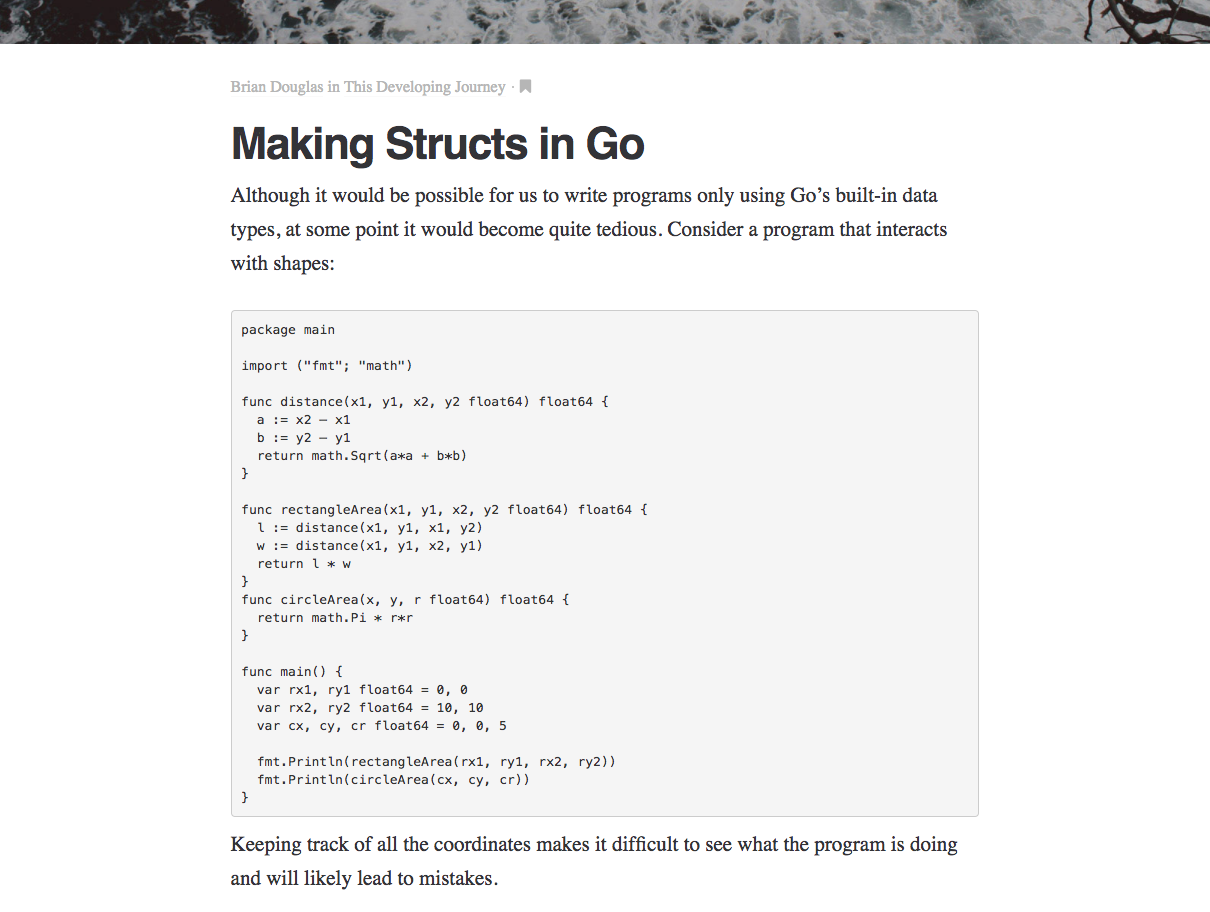 Brian Douglas in This Developing Journey ·
Making Structs in Go
Although it would be possible for us to write programs only using Go’s built-in data
types, at some point it would become quite tedious. Consider a program that interacts
with shapes:
package main
import ("fmt"; "math")
func distance(x1, y1, x2, y2 float64) float64 {
  a := x2 – x1
  b := y2 – y1
  return math.Sqrt(a*a + b*b)
}
func rectangleArea(x1, y1, x2, y2 float64) float64 {
  l := distance(x1, y1, x1, y2)
  w := distance(x1, y1, x2, y1)
  return l * w
}
func circleArea(x, y, r float64) float64 {
  return math.Pi * r*r
}
func main() {
  var rx1, ry1 float64 = 0, 0
  var rx2, ry2 float64 = 10, 10
  var cx, cy, cr float64 = 0, 0, 5
  fmt.Println(rectangleArea(rx1, ry1, rx2, ry2))
  fmt.Println(circleArea(cx, cy, cr))
}
Keeping track of all the coordinates makes it difficult to see what the program is doing
and will likely lead to mistakes.